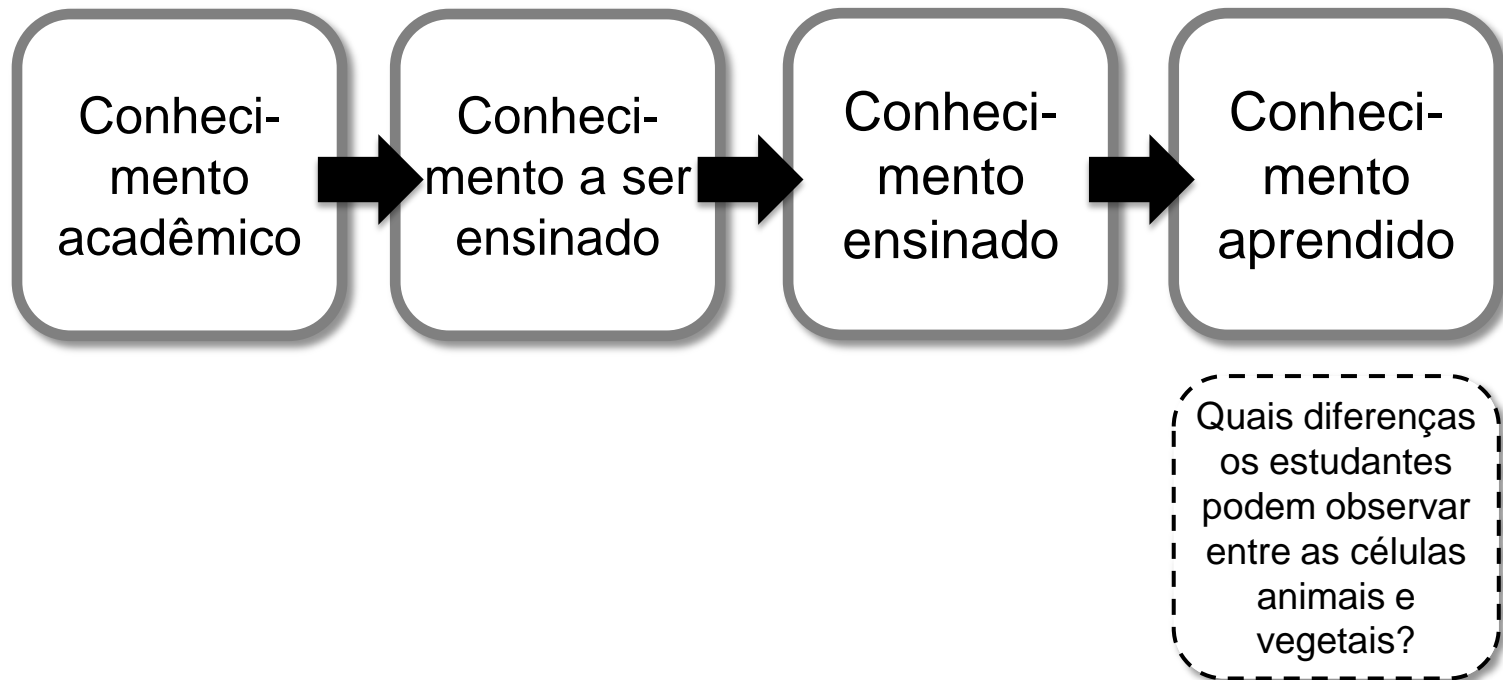 Conheci-
mento
acadêmico
Conheci-
mento a ser
ensinado
Conheci-
mento
ensinado
Conheci-
mento
aprendido
Quais diferenças
os estudantes
podem observar
entre as células
animais e
vegetais?